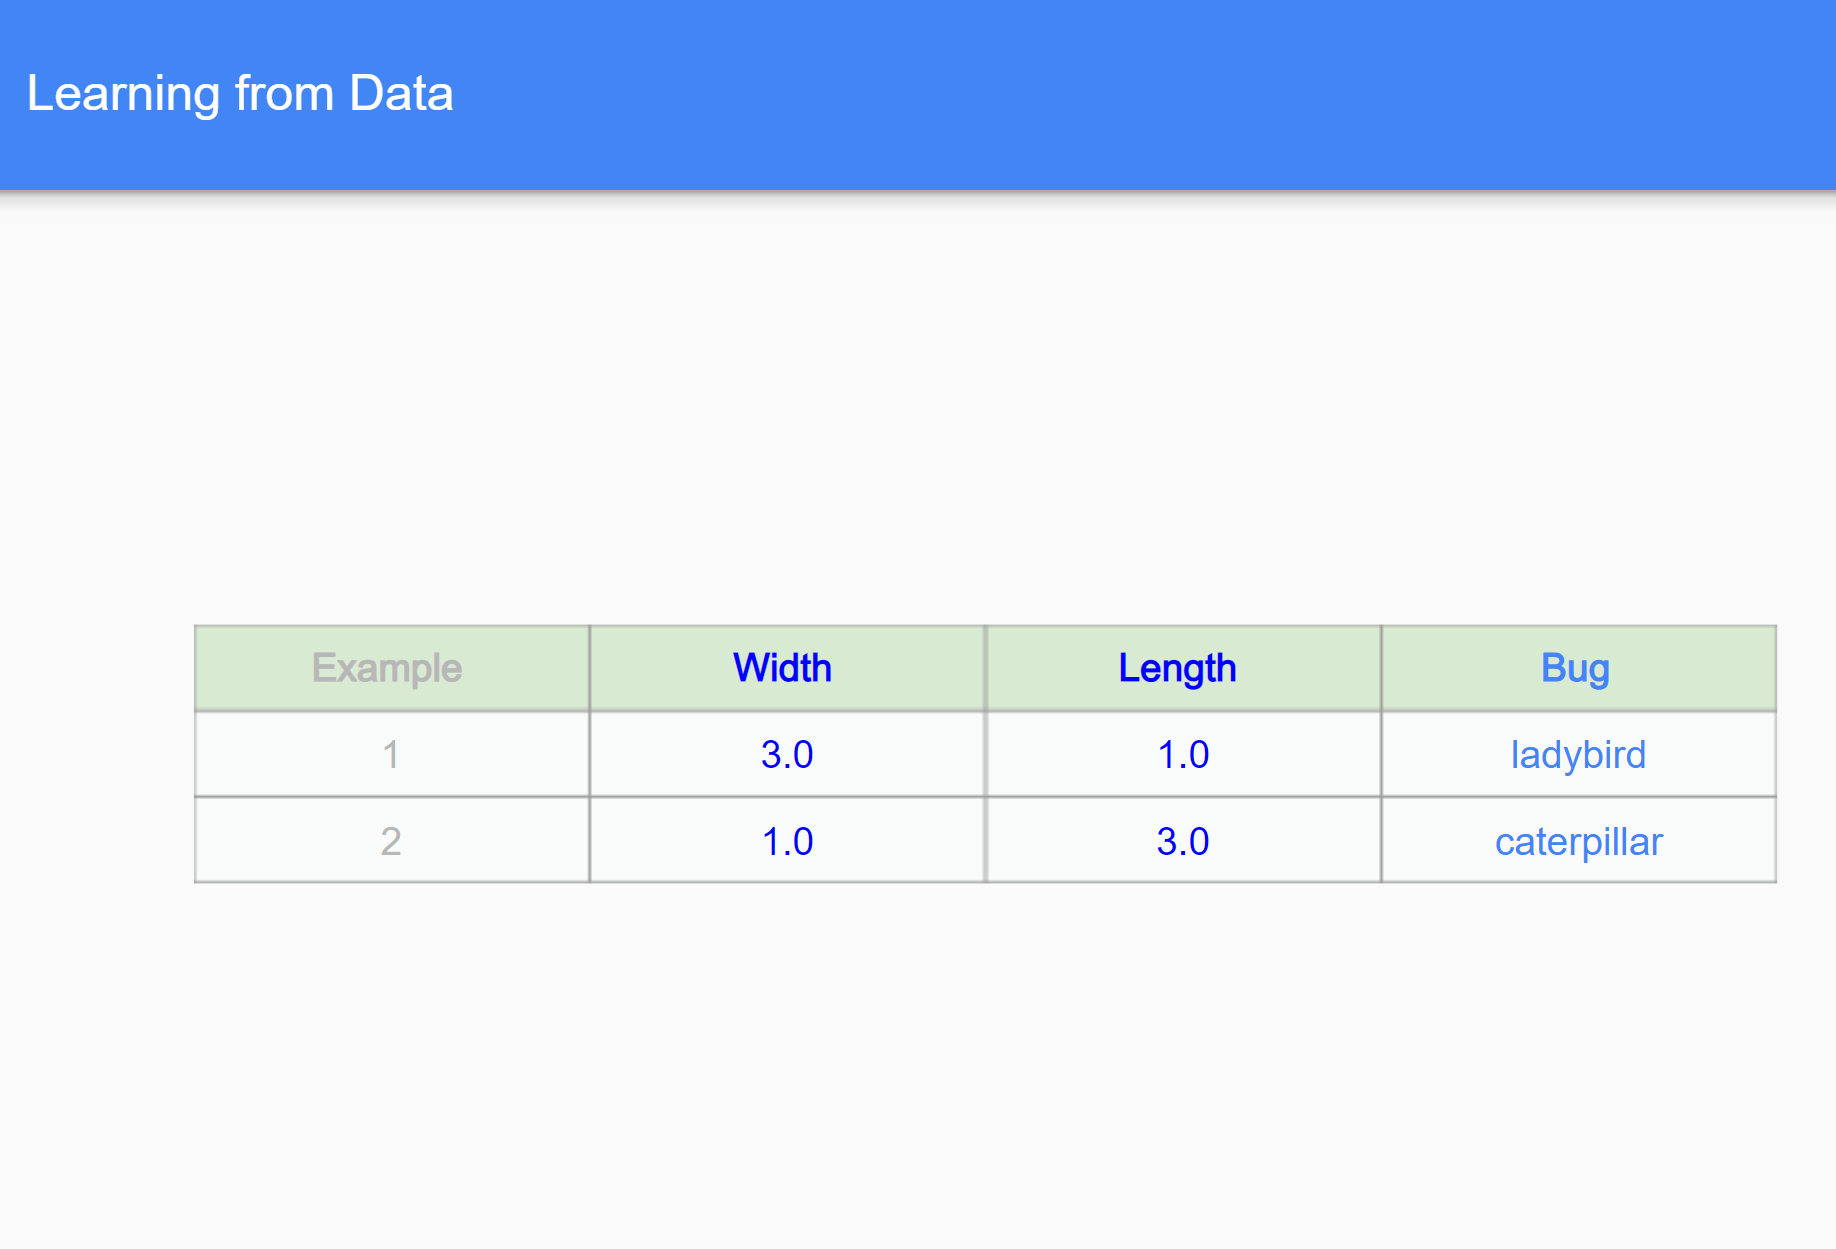 Learning from Data
Example Width Length Bug
1 3.0 1.0 ladybird
2 1.0 3.0 caterpillar